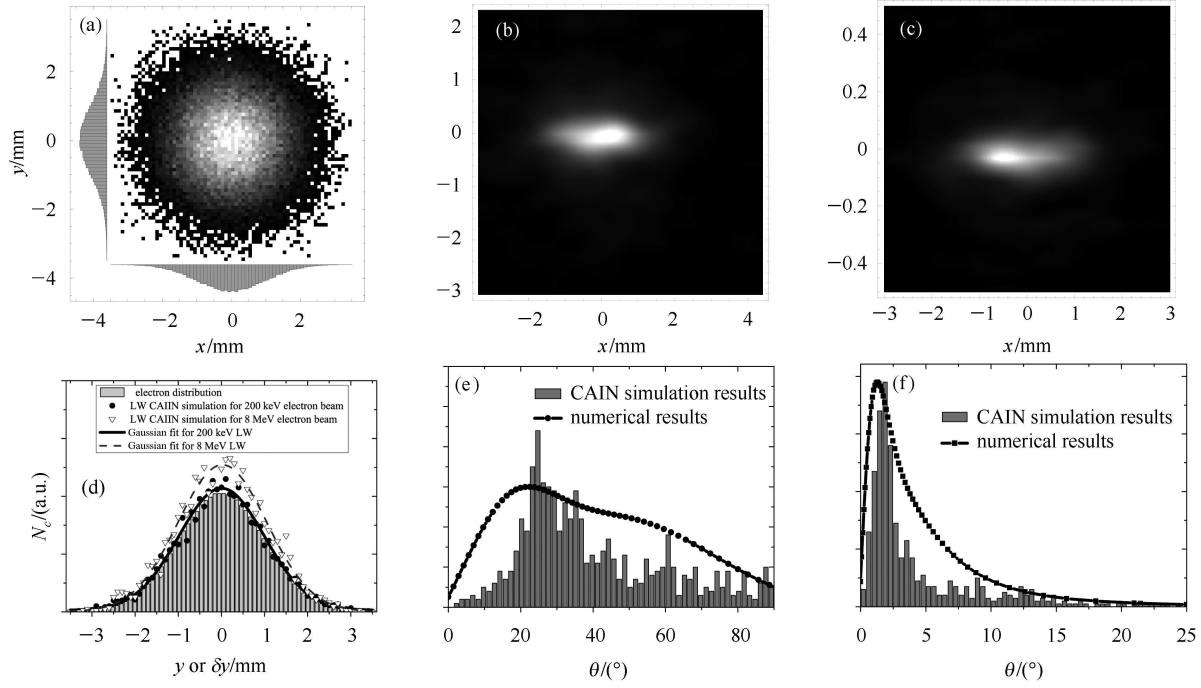 (a)
y/mm
2
0
−2
−4
−4
−2
0
2
x/mm
(b)
2
1
0
−1
−2
−3
−2
0
2
4
x/mm
(c)
0.4
0.2
0
−0.2
−0.4
−3
−2
−1
0
1
2
3
x/mm
electron distribution
LW CAIIN simulation for 200 keV electron beam
LW CAIIN simulation for 8 MeV electron beam
Gaussian fit for 200 keV LW
Gaussian fit for 8 MeV LW
(d)
N_c/(a.u.)
−3
−2
−1
0
1
2
3
y or δy/mm
(e)
CAIN simulation results
numerical results
0
20
40
60
80
θ/(°)
(f)
CAIN simulation results
numerical results
0
5
10
15
20
25
θ/(°)